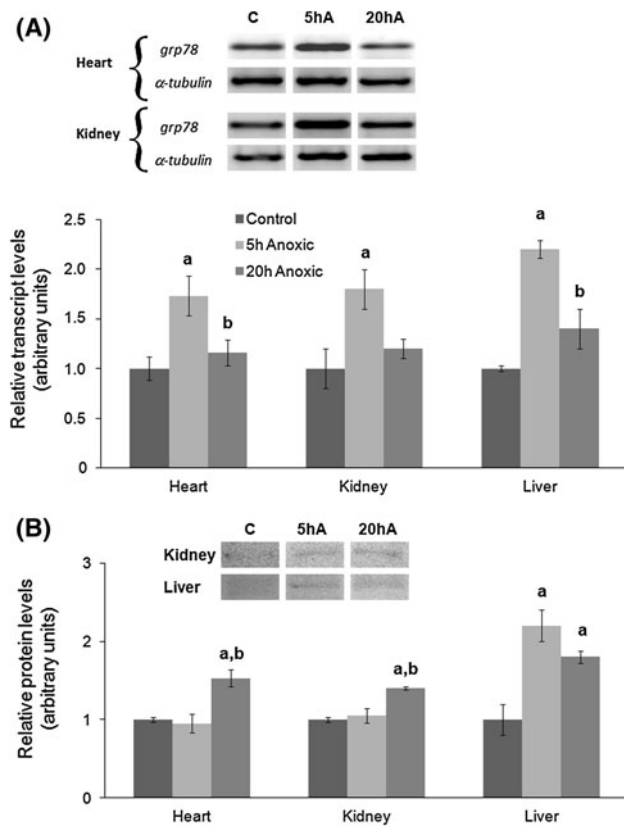 (A)
C 5hA 20hA
Heart
grp78
α-tubulin
Kidney
grp78
α-tubulin
Relative transcript levels
(arbitrary units)
2.5
2.0
1.5
1.0
0.5
0
Control
5h Anoxic
20h Anoxic
a
b
a
a
b
Heart Kidney Liver
(B)
C 5hA 20hA
Kidney
Liver
Relative protein levels
(arbitrary units)
3
2
1
0
a,b
a,b
a
a
Heart Kidney Liver